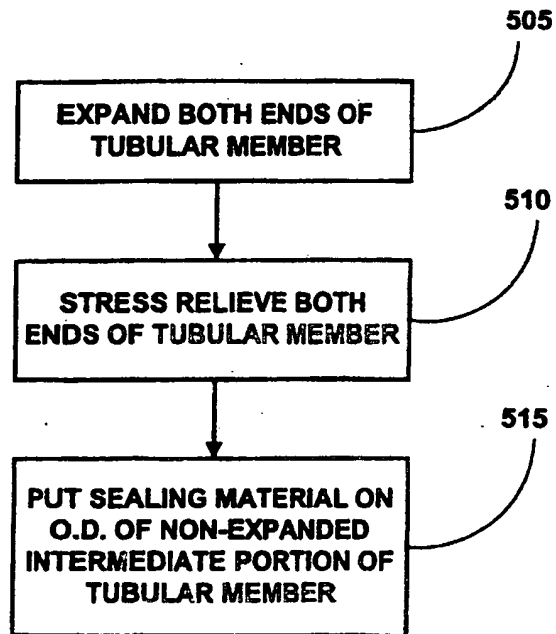 505
EXPAND BOTH ENDS OF
TUBULAR MEMBER
510
STRESS RELIEVE BOTH
ENDS OF TUBULAR MEMBER
515
PUT SEALING MATERIAL ON
O.D. OF NON-EXPANDED
INTERMEDIATE PORTION OF
TUBULAR MEMBER